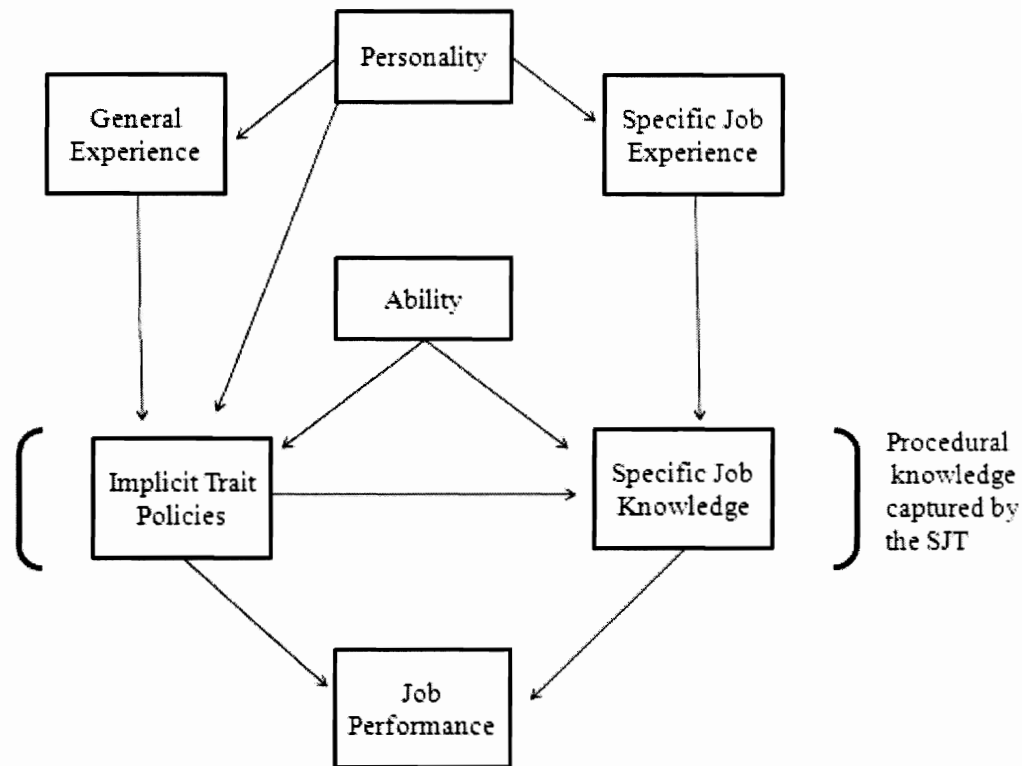 Personality
General
Experience
Specific Job
Experience
Ability
Implicit Trait
Policies
Specific Job
Knowledge
Procedural
knowledge
captured by
the SJT
Job
Performance